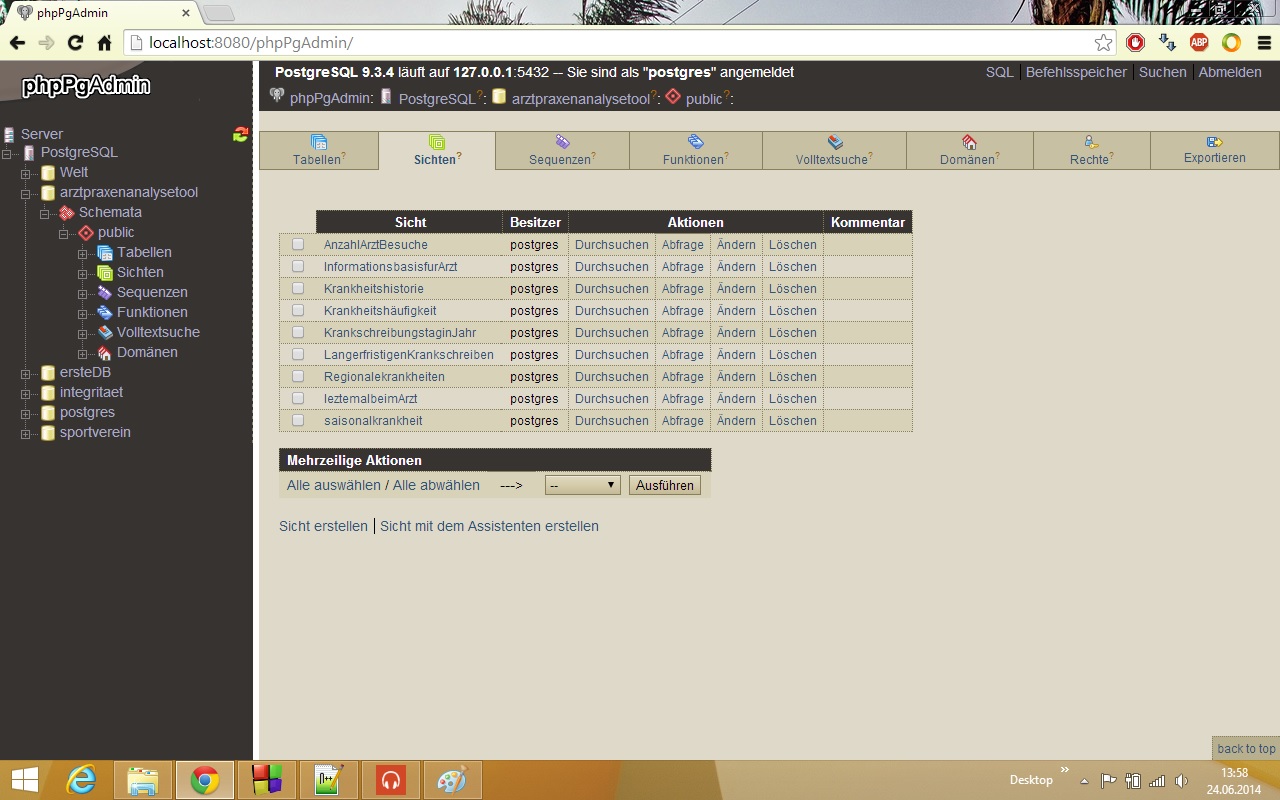 phpPgAdmin
localhost:8080/phpPgAdmin/
ABP
phpPgAdmin
Server
PostgreSQL
Welt
arztpraxenanalysetool
Schemata
public
Tabellen
Sichten
Sequenzen
Funktionen
Volltextsuche
Domänen
ersteDB
integritaet
postgres
sportverein
PostgreSQL 9.3.4 läuft auf 127.0.0.1:5432 -- Sie sind als "postgres" angemeldet
SQL | Befehlsspeicher | Suchen | Abmelden
phpPgAdmin: PostgreSQL?: arztpraxenanalysetool?: public?:
Tabellen? Sichten? Sequenzen? Funktionen? Volltextsuche? Domänen? Rechte? Exportieren
Sicht Besitzer Aktionen Kommentar
AnzahlArztBesuche postgres Durchsuchen Abfrage Ändern Löschen
InformationsbasisfurArzt postgres Durchsuchen Abfrage Ändern Löschen
Krankheitshistorie postgres Durchsuchen Abfrage Ändern Löschen
Krankheitshäufigkeit postgres Durchsuchen Abfrage Ändern Löschen
KrankschreibungstaginJahr postgres Durchsuchen Abfrage Ändern Löschen
LangerfristigenKrankschreiben postgres Durchsuchen Abfrage Ändern Löschen
Regionalekrankheiten postgres Durchsuchen Abfrage Ändern Löschen
leztemalbeimArzt postgres Durchsuchen Abfrage Ändern Löschen
saisonalkrankheit postgres Durchsuchen Abfrage Ändern Löschen
Mehrzeilige Aktionen
Alle auswählen / Alle abwählen ---> -- Ausführen
Sicht erstellen | Sicht mit dem Assistenten erstellen
back to top
Desktop
13:58
24.06.2014